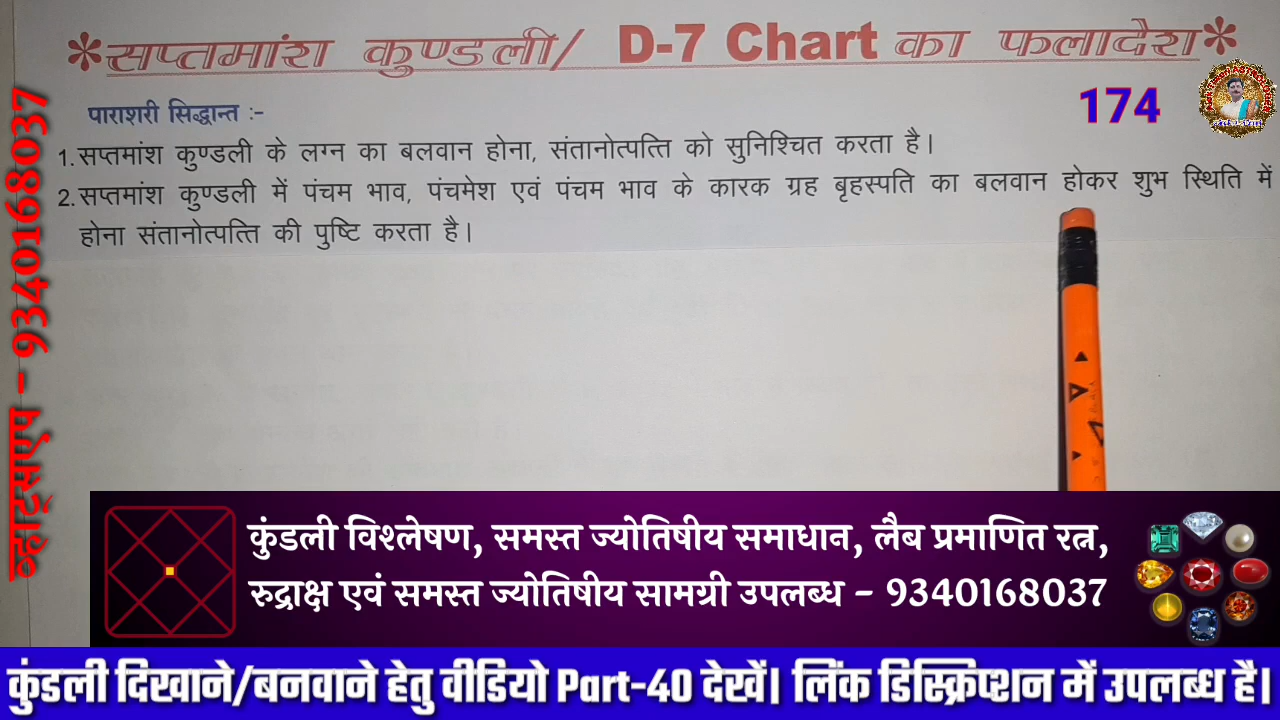 *सप्तमांश कुण्डली/ D-7 Chart का फलादेश*
174
पाराशरी सिद्धान्त :-
1. सप्तमांश कुण्डली के लग्न का बलवान होना, संतानोत्पत्ति को सुनिश्चित करता है।
2. सप्तमांश कुण्डली में पंचम भाव, पंचमेश एवं पंचम भाव के कारक ग्रह बृहस्पति का बलवान होकर शुभ स्थिति में
होना संतानोत्पत्ति की पुष्टि करता है।
व्हाट्सएप – 9340168037
कुंडली विश्लेषण, समस्त ज्योतिषीय समाधान, लैब प्रमाणित रत्न,
रुद्राक्ष एवं समस्त ज्योतिषीय सामग्री उपलब्ध – 9340168037
कुंडली दिखाने/बनवाने हेतु वीडियो Part-40 देखें। लिंक डिस्क्रिप्शन में उपलब्ध है।